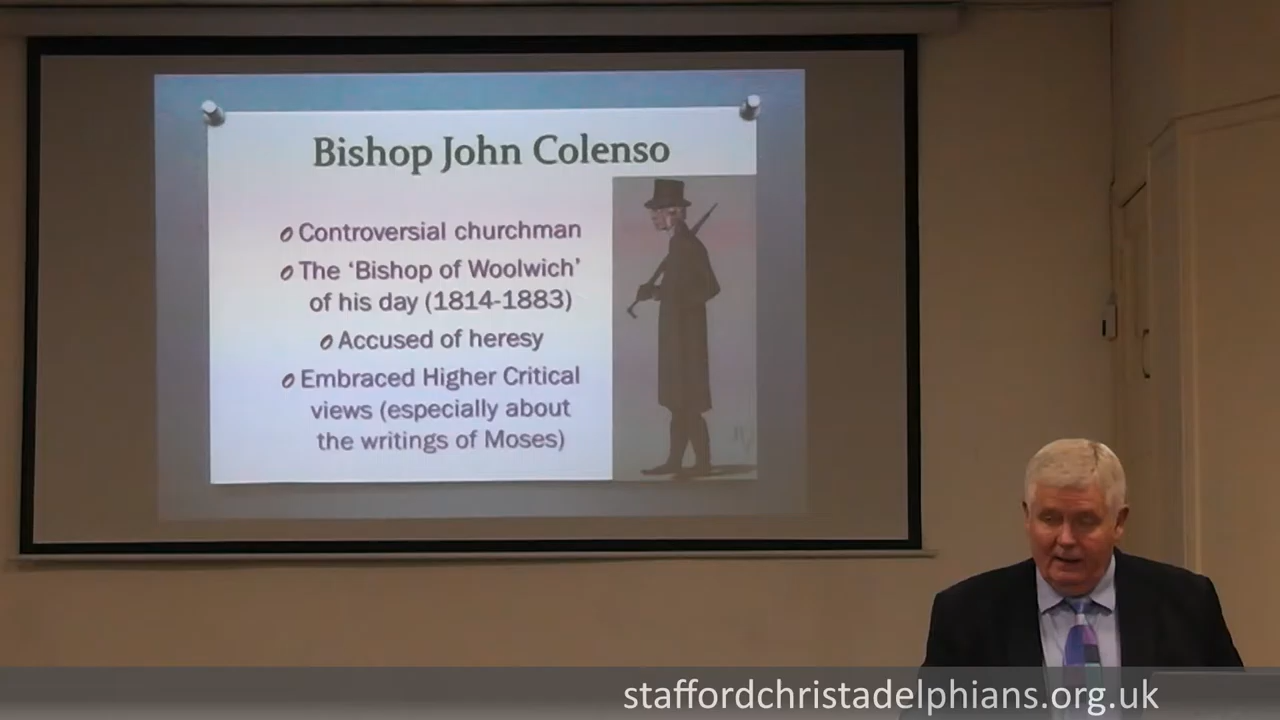 Bishop John Colenso
Controversial churchman
The ‘Bishop of Woolwich’
of his day (1814-1883)
Accused of heresy
Embraced Higher Critical
views (especially about
the writings of Moses)
staffordchristadelphians.org.uk